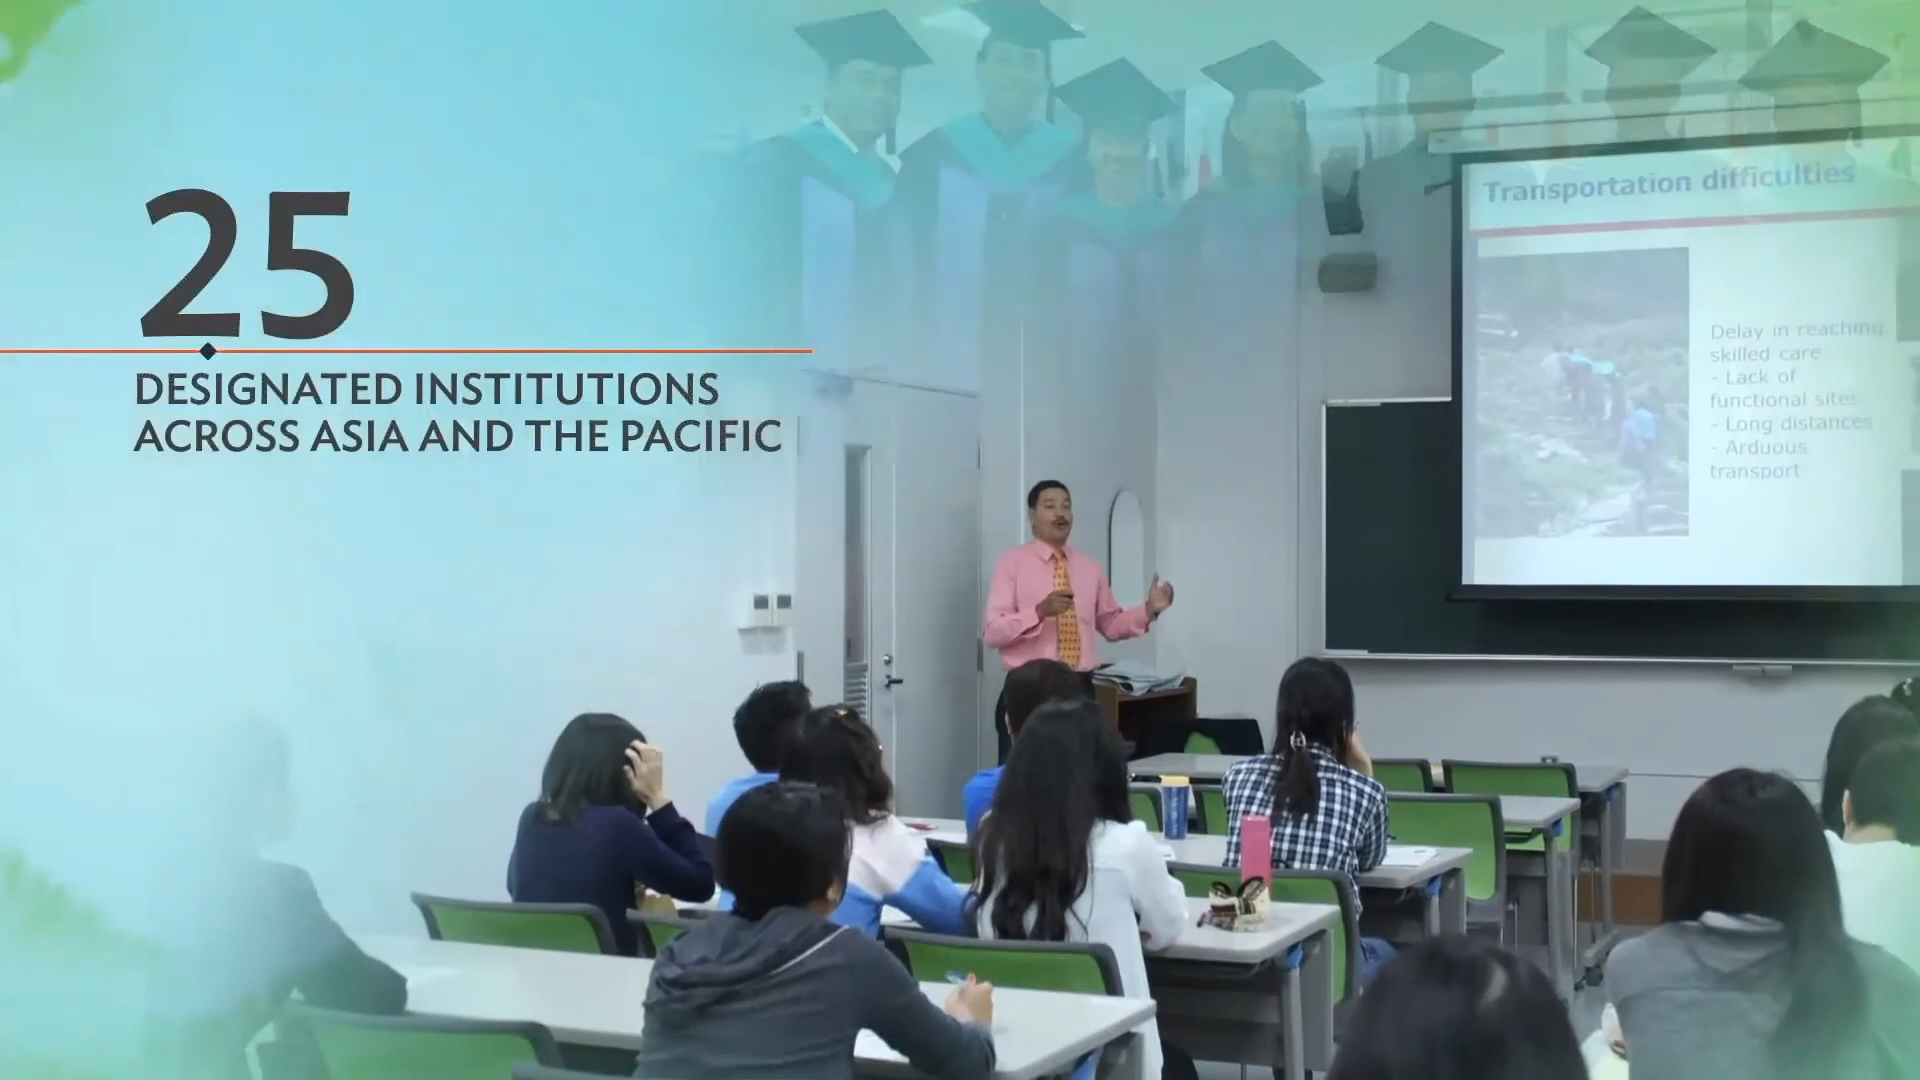 25
DESIGNATED INSTITUTIONS
ACROSS ASIA AND THE PACIFIC
Transportation difficulties
Delay in reaching
skilled care
- Lack of
functional sites
- Long distances
- Arduous
transport